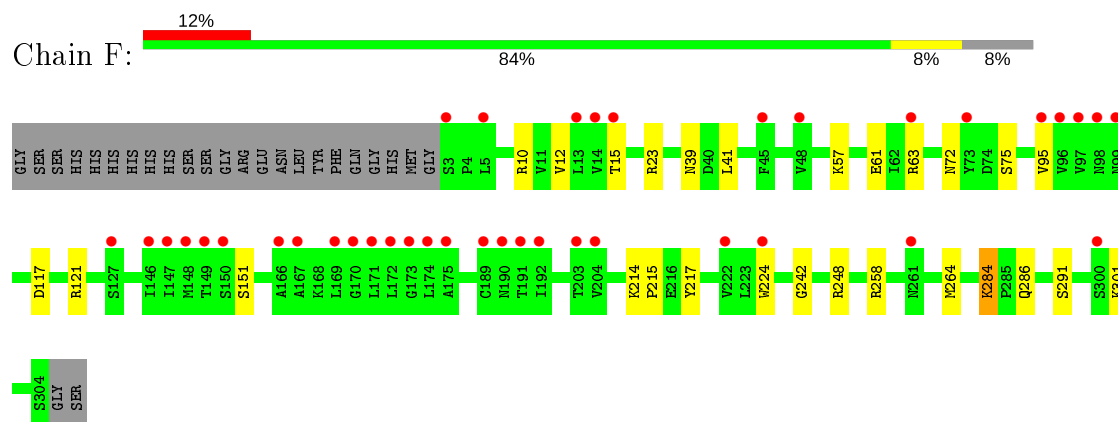 12%
Chain F:
84% 8% 8%
GLY SER SER HIS HIS HIS HIS HIS HIS SER SER GLY ARG GLU ASN LEU TYR PHE GLN GLY HIS MET GLY S3 P4 L5 R10 V11 V12 L13 V14 T15 R23 N39 D40 L41 F45 V48 K57 E61 I62 R63 N72 Y73 D74 S75 V95 V96 V97 N98 N99
D117 R121 S127 I146 I147 M148 T149 S150 S151 A166 A167 K168 L169 G170 L171 L172 G173 L174 A175 C189 N190 T191 I192 T203 V204 K214 P215 E216 Y217 V222 L223 W224 G242 R248 R258 N261 M264 K284 P285 Q286 S291 S300 K301
S304 GLY SER